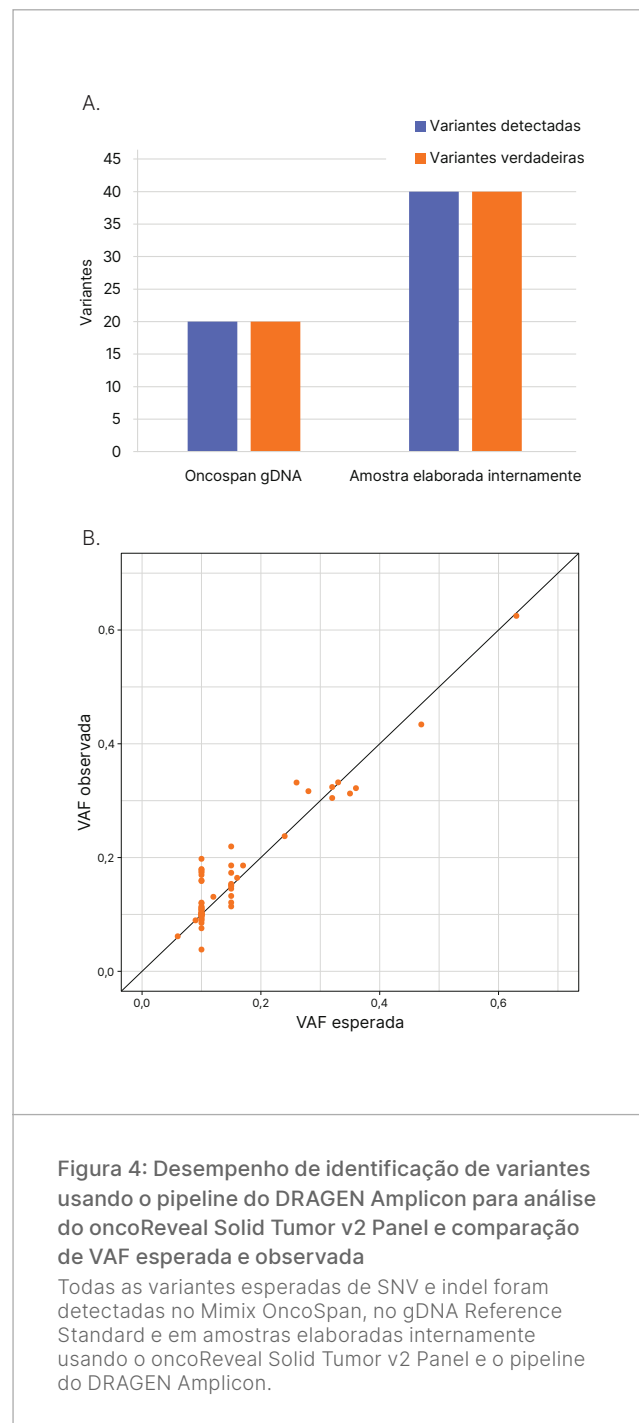 A.
Variantes detectadas
Variantes verdadeiras
45
40
35
30
25
20
15
10
5
0
Variantes
Oncospan gDNA
Amostra elaborada internamente
B.
0,6
0,4
0,2
0,0
VAF observada
0,0
0,2
0,4
0,6
VAF esperada
Figura 4: Desempenho de identificação de variantes
usando o pipeline do DRAGEN Amplicon para análise
do oncoReveal Solid Tumor v2 Panel e comparação
de VAF esperada e observada
Todas as variantes esperadas de SNV e indel foram
detectadas no Mimix OncoSpan, no gDNA Reference
Standard e em amostras elaboradas internamente
usando o oncoReveal Solid Tumor v2 Panel e o pipeline
do DRAGEN Amplicon.